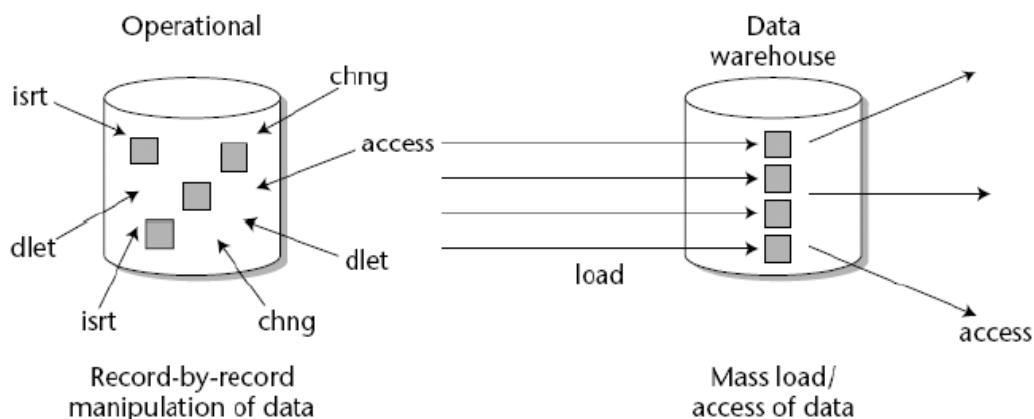 Operational
isrt
chng
access
dlet
isrt
chng
dlet
Record-by-record
manipulation of data
Data
warehouse
load
access
Mass load/
access of data